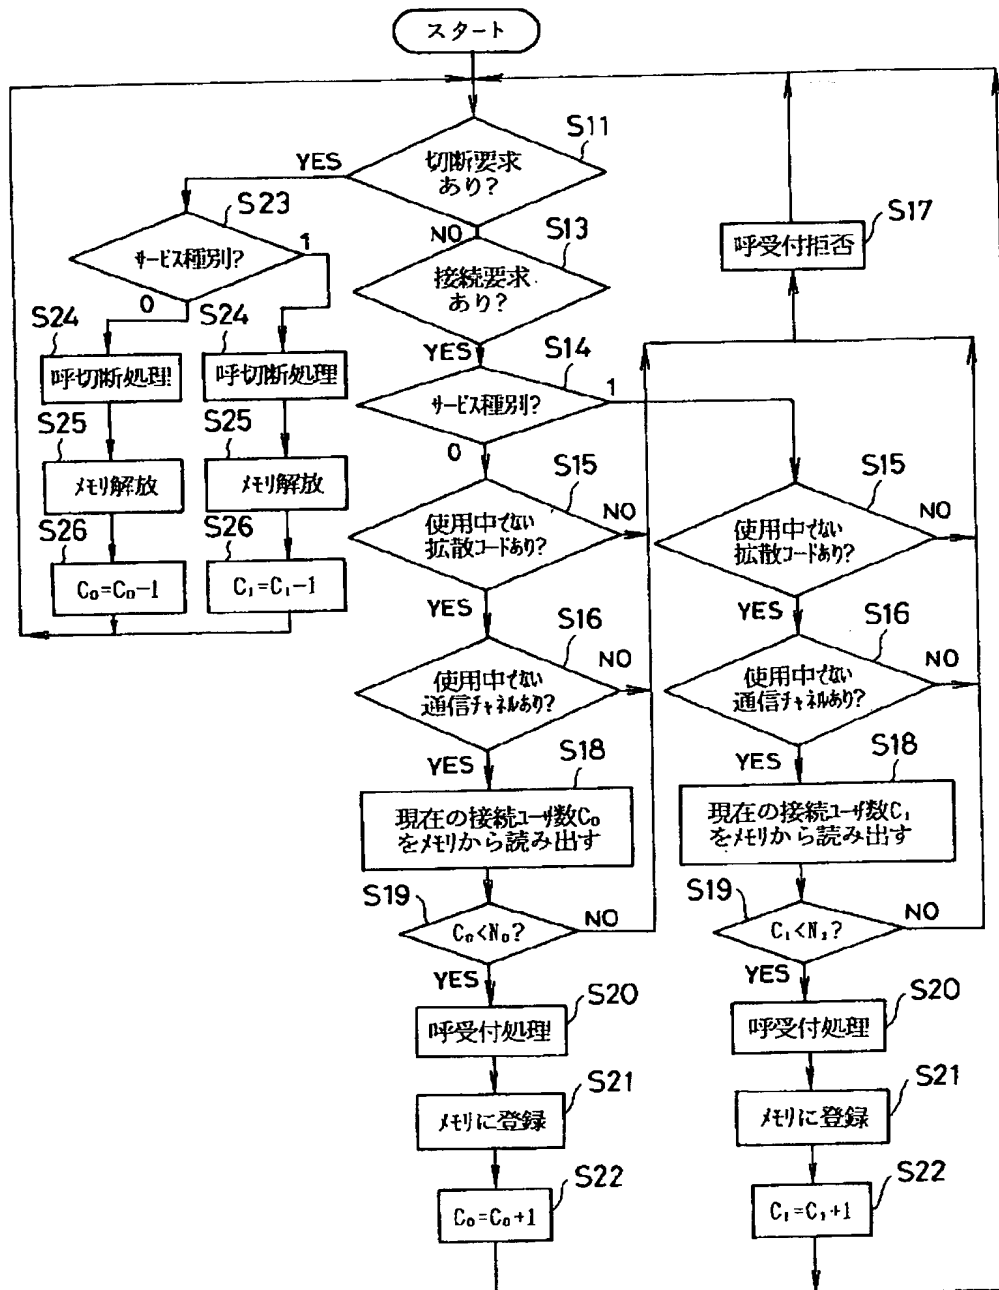 スタート
S11
切断要求
あり?
YES
NO
S23
サービス種別?
1
0
S13
接続要求
あり?
YES
S17
呼受付拒否
S24
呼切断処理
S24
呼切断処理
S14
サービス種別?
1
0
S25
メモリ解放
S25
メモリ解放
S26
C₀=C₀-1
S26
C₁=C₁-1
S15
使用中でない
拡散コードあり?
NO
YES
S15
使用中でない
拡散コードあり?
NO
YES
S16
使用中でない
通信チャネルあり?
NO
YES
S16
使用中でない
通信チャネルあり?
NO
YES
S18
現在の接続ユーザ数C₀
をメモリから読み出す
S18
現在の接続ユーザ数C₁
をメモリから読み出す
S19
C₀<N₀?
NO
YES
S19
C₁<N₁?
NO
YES
S20
呼受付処理
S20
呼受付処理
S21
メモリに登録
S21
メモリに登録
S22
C₀=C₀+1
S22
C₁=C₁+1